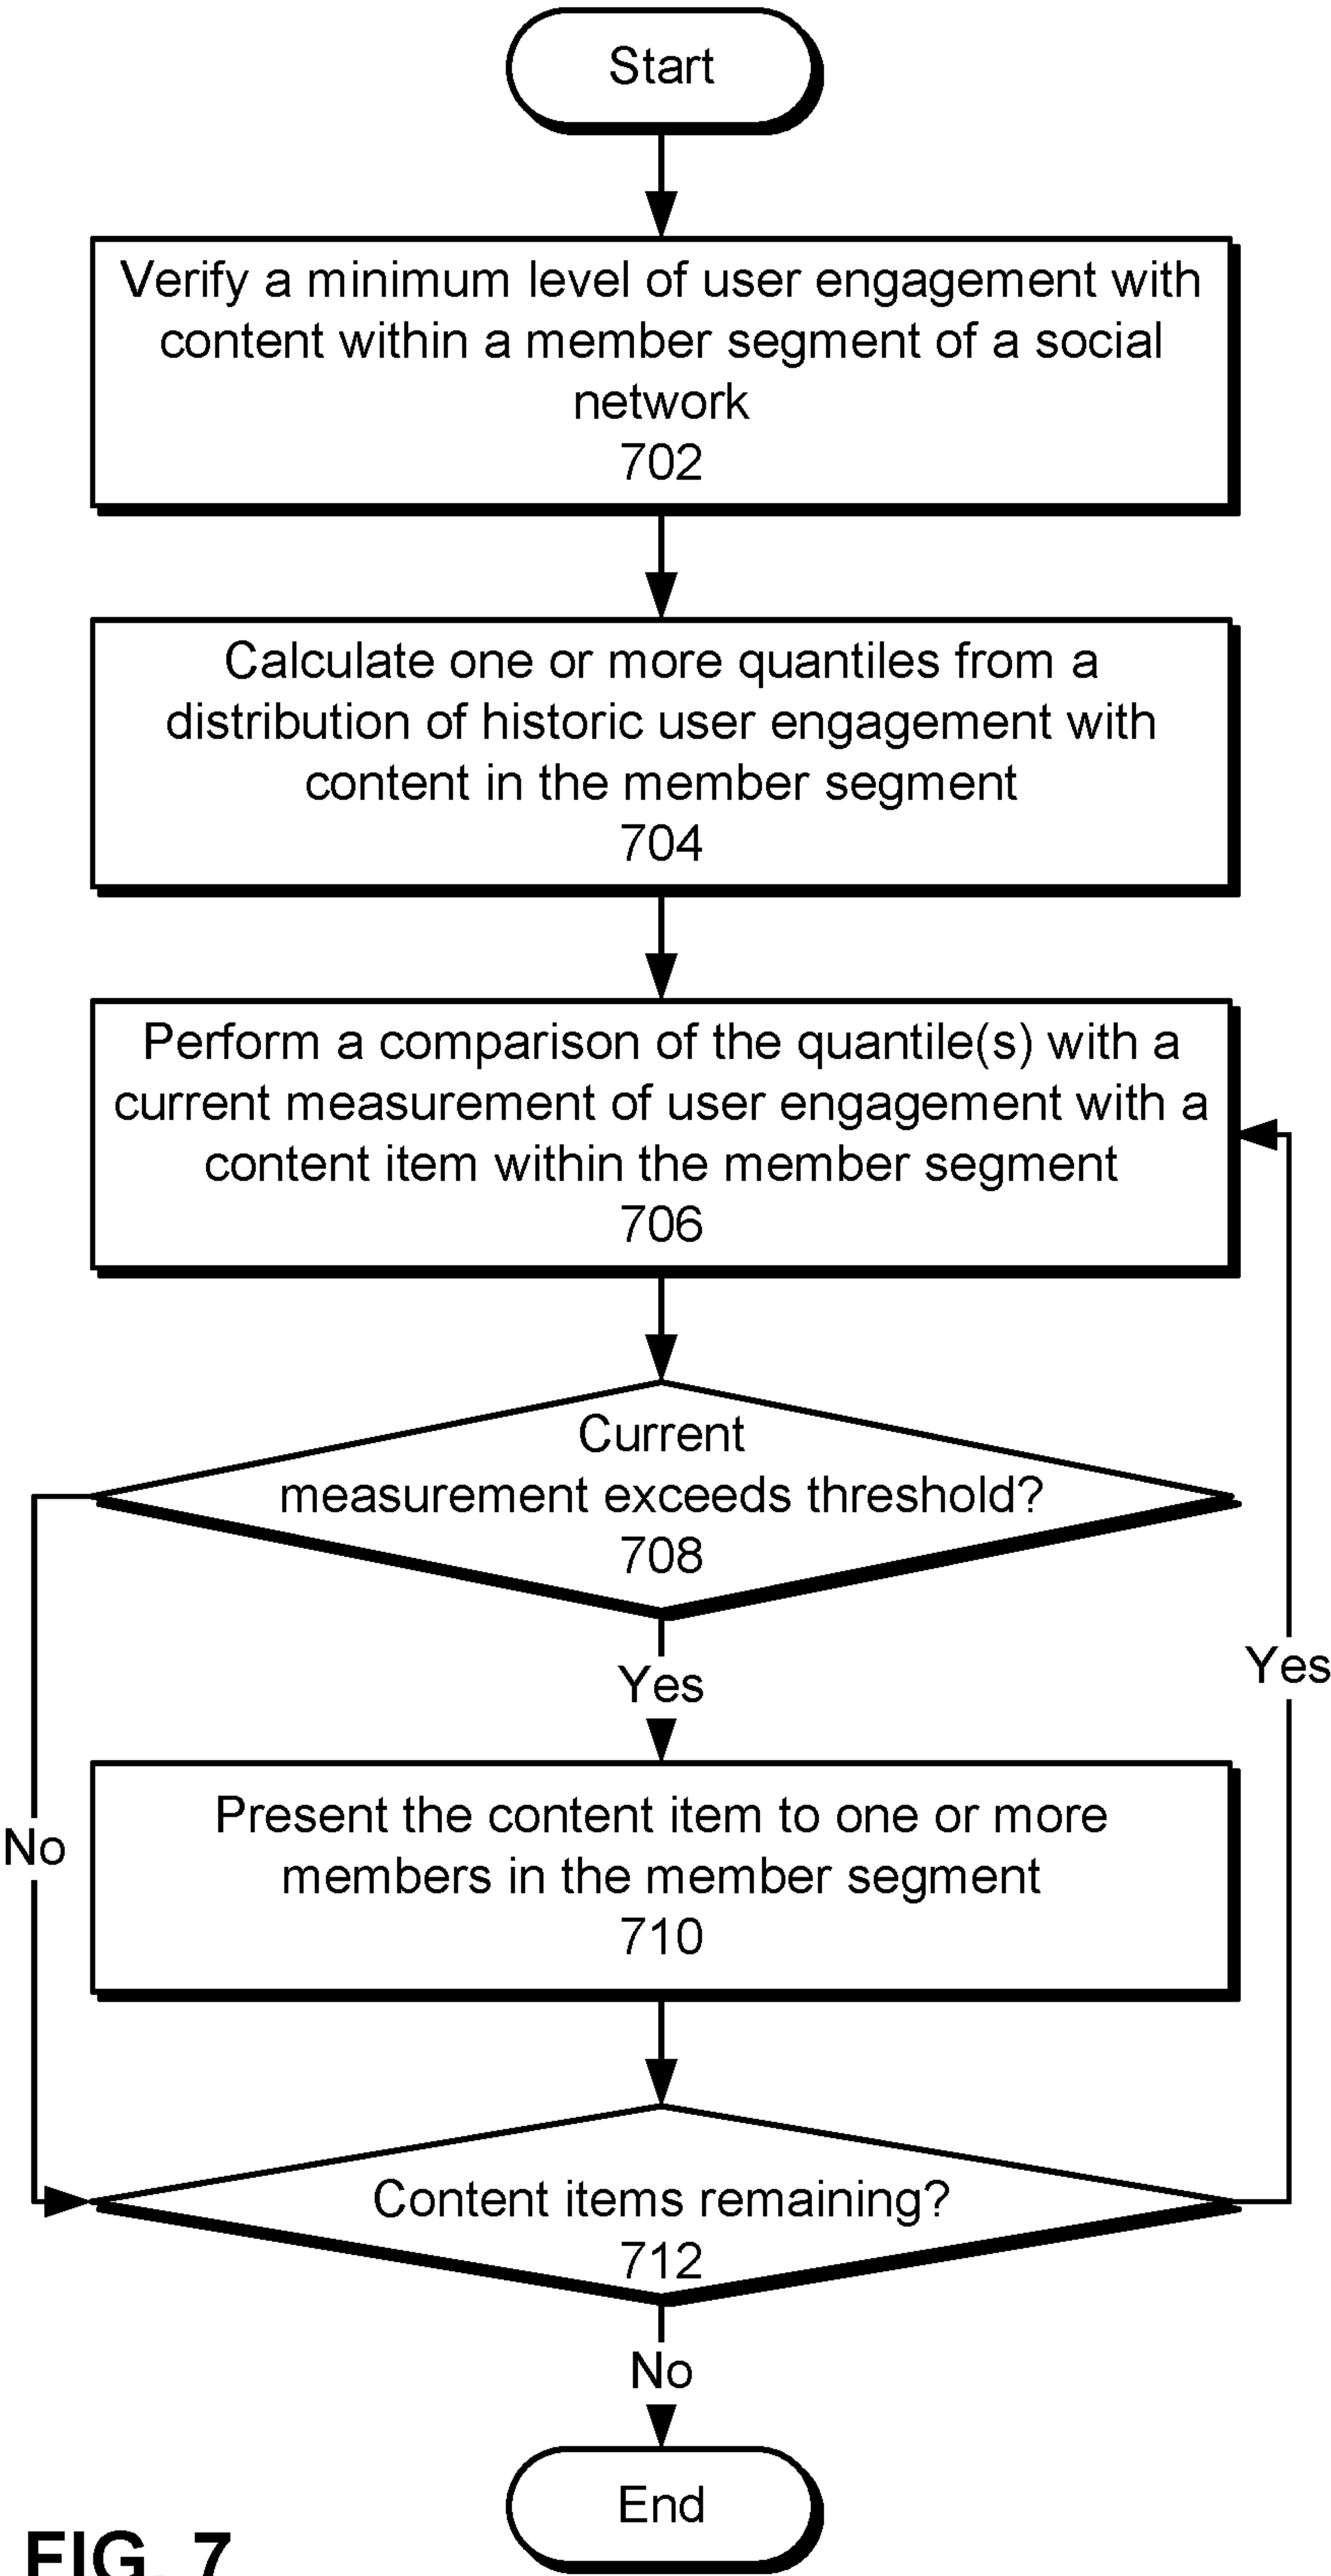 Start
Verify a minimum level of user engagement with
content within a member segment of a social
network
702
Calculate one or more quantiles from a
distribution of historic user engagement with
content in the member segment
704
Perform a comparison of the quantile(s) with a
current measurement of user engagement with a
content item within the member segment
706
Current
measurement exceeds threshold?
708
Yes
Yes
Present the content item to one or more
members in the member segment
710
No
Content items remaining?
712
No
End
FIG. 7